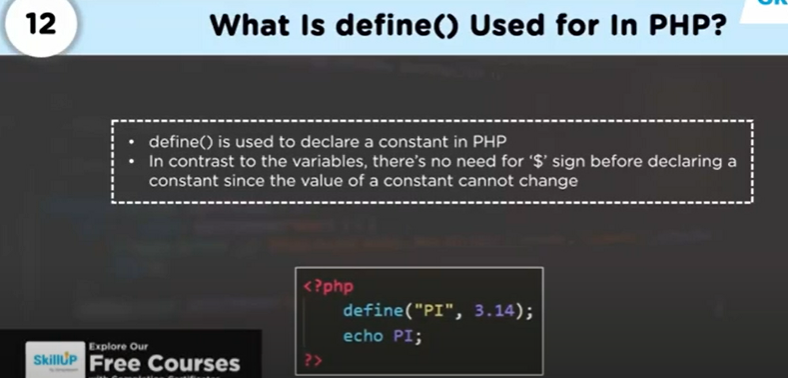 12
What Is define() Used for In PHP?
• define() is used to declare a constant in PHP
• In contrast to the variables, there's no need for '$' sign before declaring a
constant since the value of a constant cannot change
<?php
define("PI", 3.14);
echo PI;
?>
SkillUP
Explore Our
Free Courses